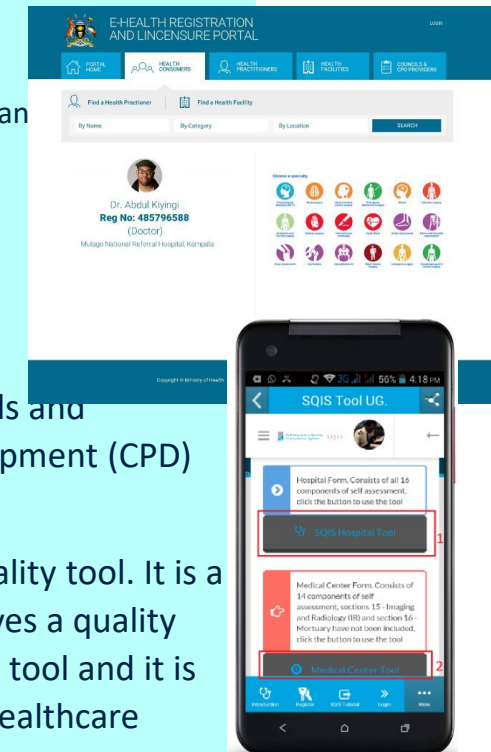 E-HEALTH REGISTRATION
AND LINCENSURE PORTAL
LOGIN
PORTAL
HOME
HEALTH
CONSUMERS
HEALTH
PRACTITIONERS
HEALTH
FACILITIES
COUNCILS &
CPD PROVIDERS
an
Find a Health Practioner
Find a Health Facility
By Name
By Category
By Location
SEARCH
Dr. Abdul Kiyingi
Reg No: 485796588
(Doctor)
Mulago National Referral Hospital, Kampala
Choose a specialty
Copyright © Ministry of Health
ls and
opment (CPD)
ality tool. It is a
ves a quality
tool and it is
ealthcare
3G 56% 4:18 PM
SQIS Tool UG.
SQIS
Hospital Form. Consists of all 16
components of self assessment,
click the button to use the tool
SQIS Hospital Tool
1
Medical Center Form. Consists of
14 components of self
assessment, sections 15 - Imaging
and Radiology (IR) and section 16 -
Mortuary have not been included,
click the button to use the tool
Medical Center Tool
2
Introduction
Register
SQIS Tutorial
Login
More